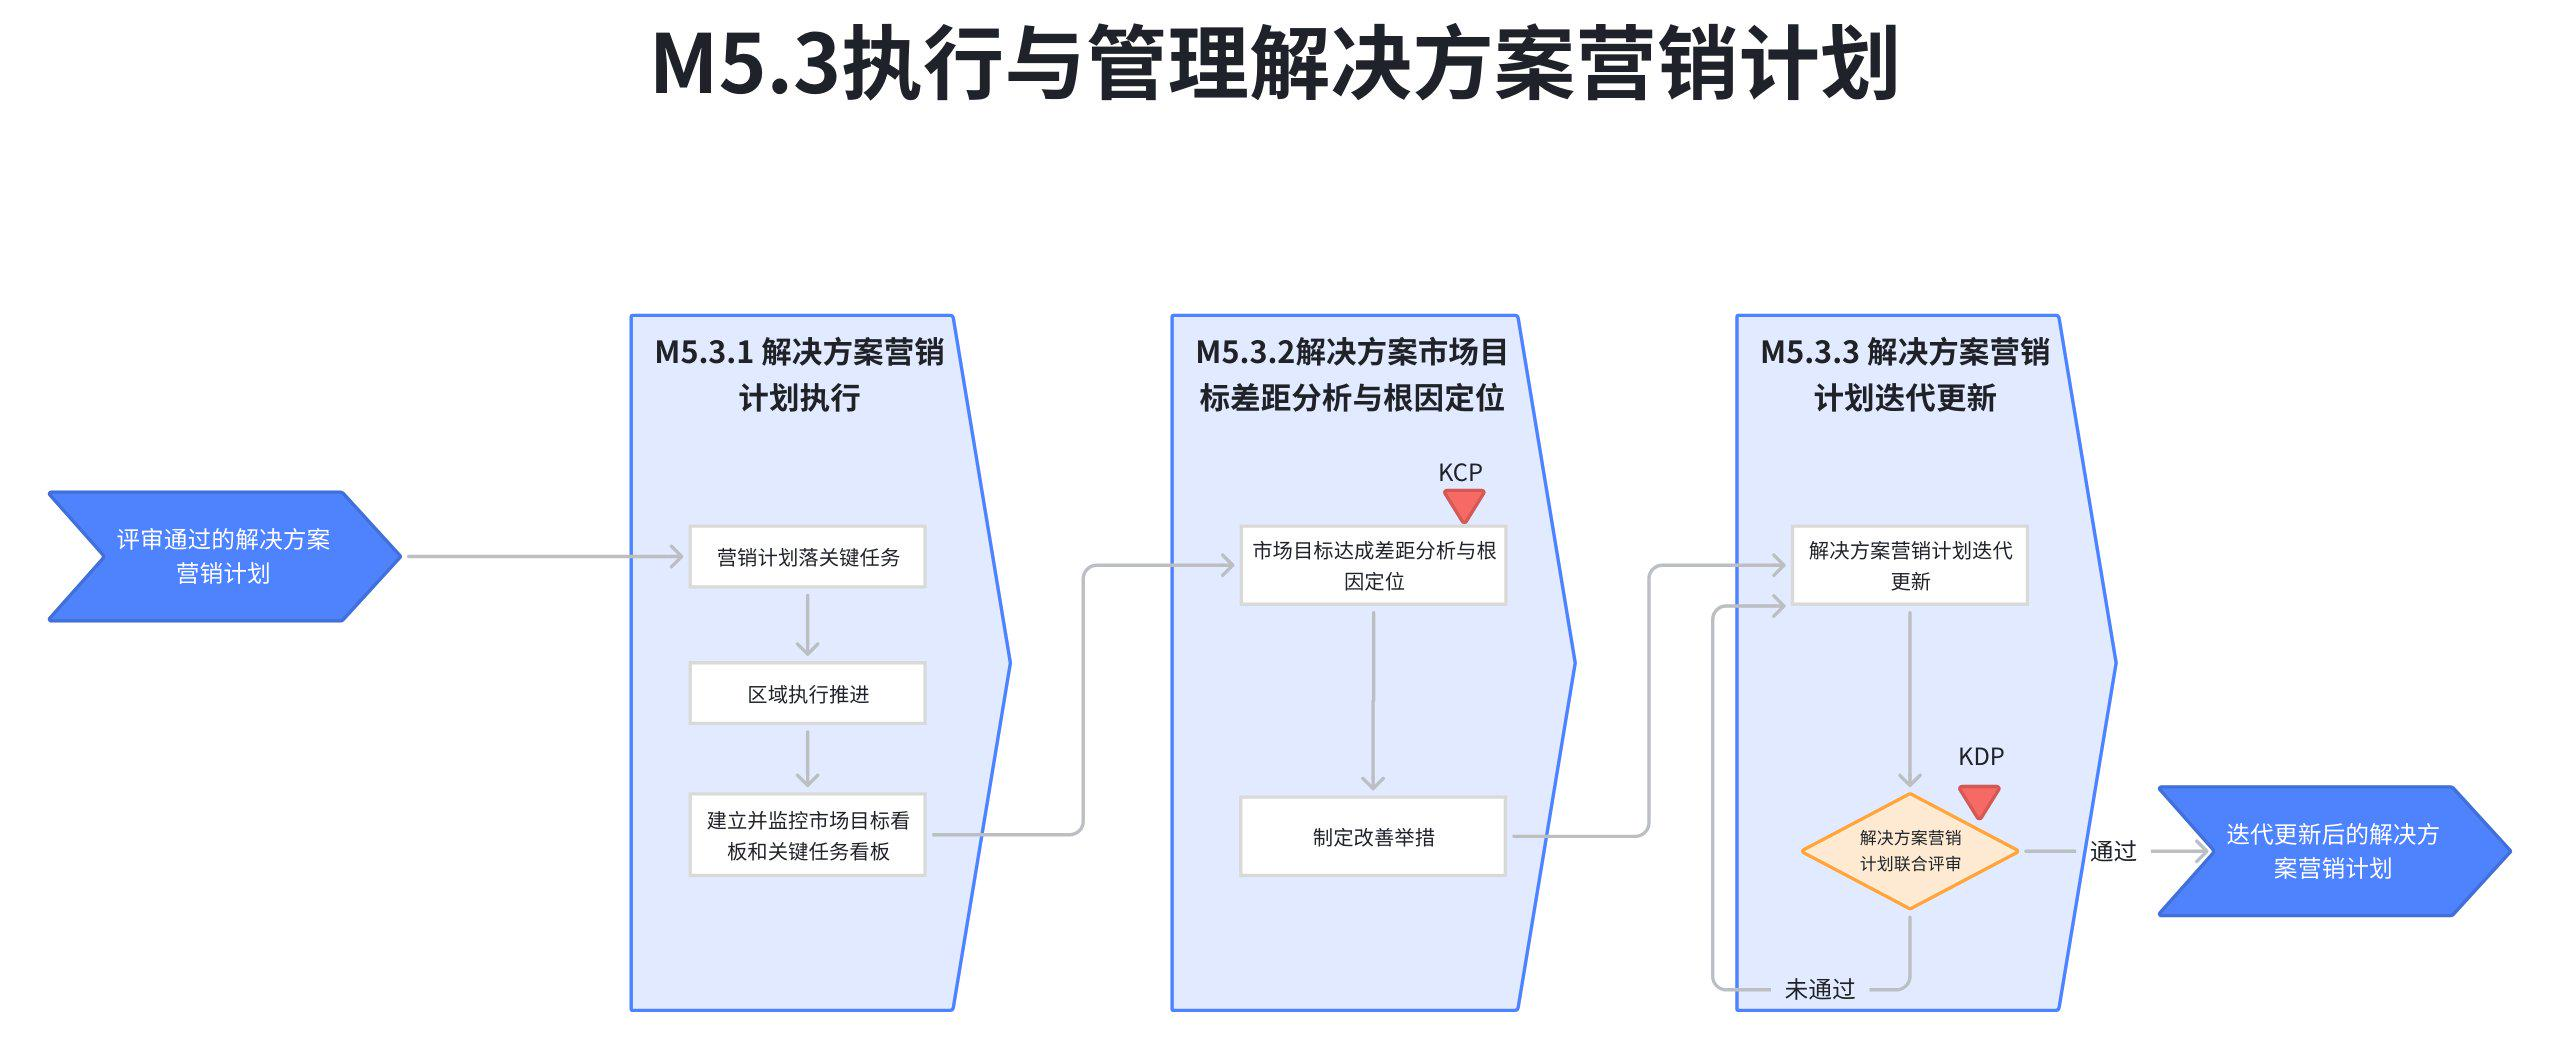 M5.3执行与管理解决方案营销计划
评审通过的解决方案
营销计划
M5.3.1 解决方案营销
计划执行
营销计划落关键任务
区域执行推进
建立并监控市场目标看
板和关键任务看板
M5.3.2解决方案市场目
标差距分析与根因定位
KCP
市场目标达成差距分析与根
因定位
制定改善举措
M5.3.3 解决方案营销
计划迭代更新
解决方案营销计划迭代
更新
KDP
解决方案营销
计划联合评审
未通过
通过
迭代更新后的解决方
案营销计划